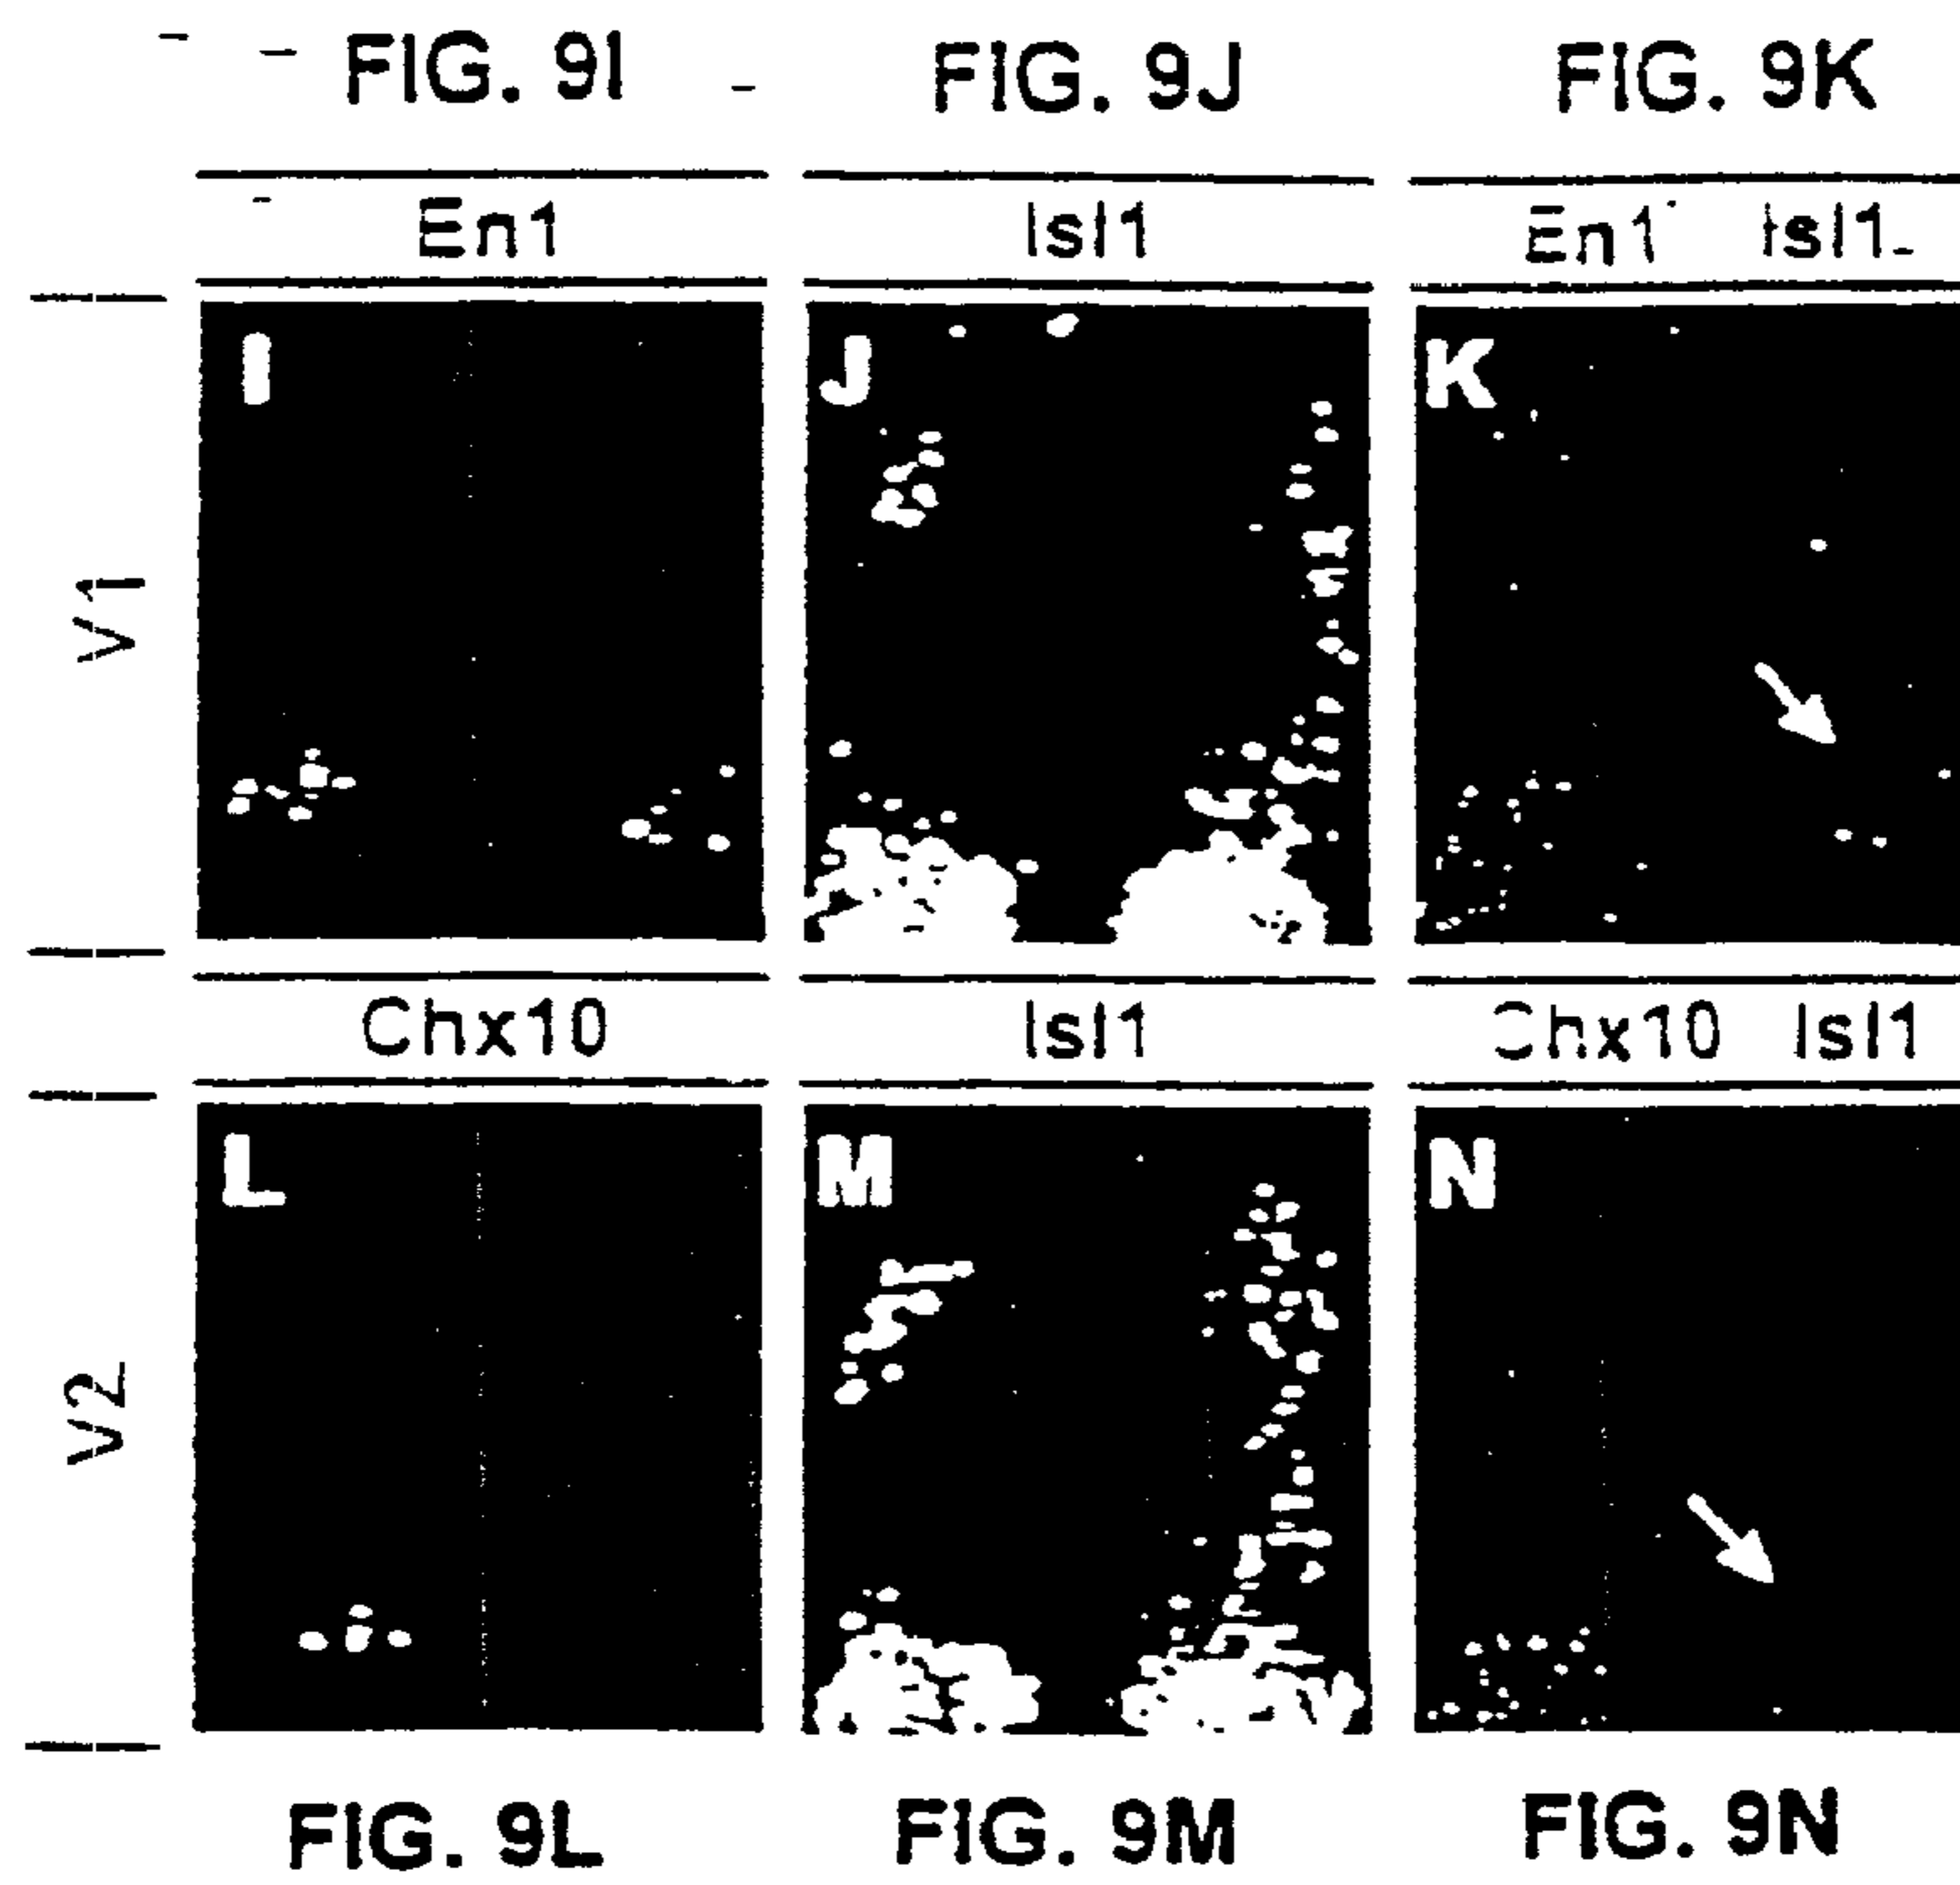 FIG. 9I FIG. 9J FIG. 9K
En1 Isl1 En1 Isl1
I J K
V1
Chx10 Isl1 Chx10 Isl1
L M N
V2
FIG. 9L FIG. 9M FIG. 9N